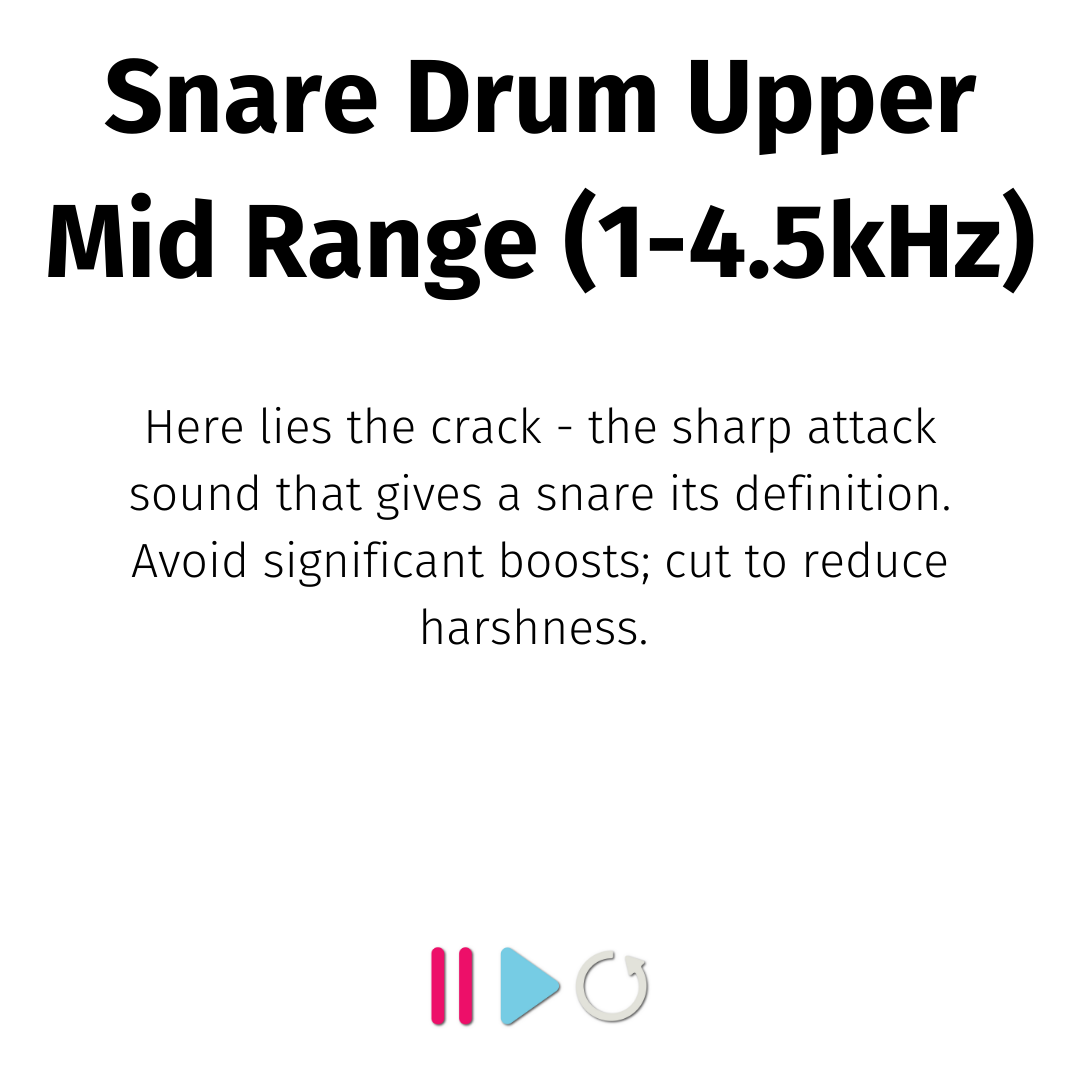 Snare Drum Upper
Mid Range (1-4.5kHz)
Here lies the crack - the sharp attack
sound that gives a snare its definition.
Avoid significant boosts; cut to reduce
harshness.